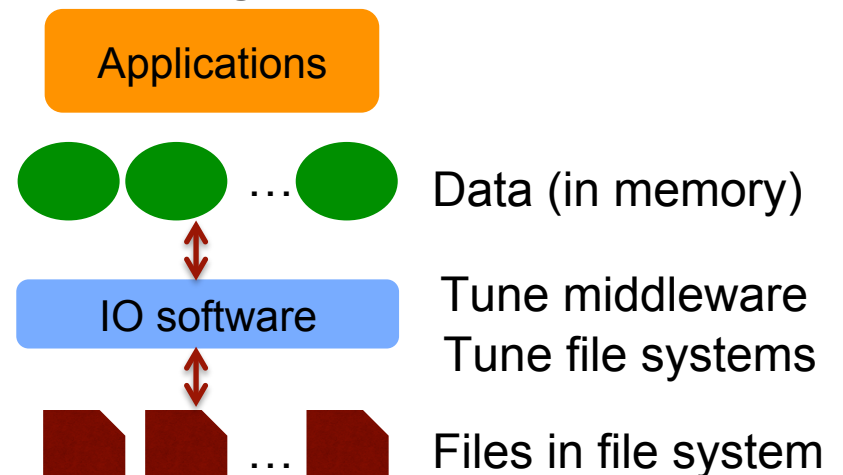 Applications
… Data (in memory)
IO software
Tune middleware
Tune file systems
… Files in file system